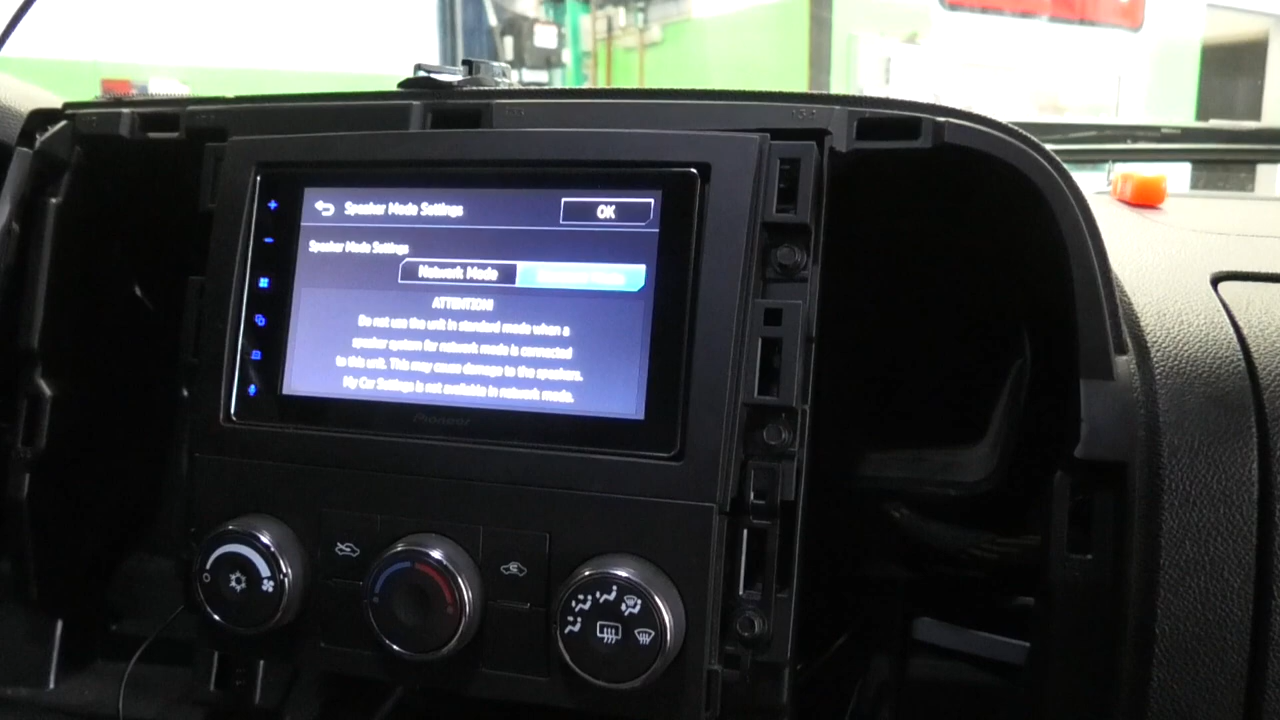 Speaker Mode Settings
OK
Speaker Mode Settings
Network Mode
ATTENTION!
Do not use the unit in standard mode when a
speaker system for network mode is connected
to this unit. This may cause damage to the speakers.
My Car Settings is not available in network mode.
Pioneer